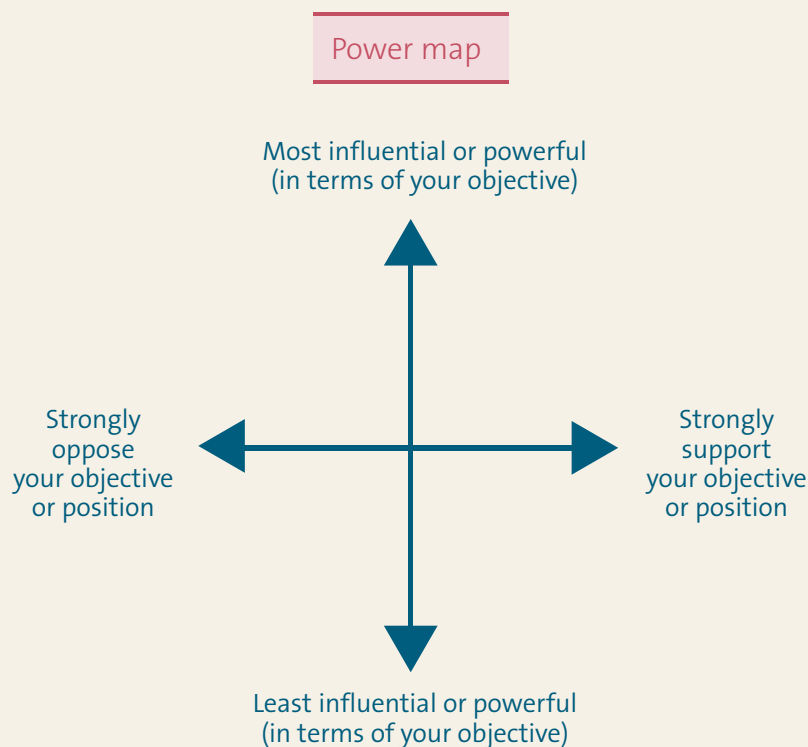 Power map
Most influential or powerful
(in terms of your objective)
Strongly
oppose
your objective
or position
Strongly
support
your objective
or position
Least influential or powerful
(in terms of your objective)